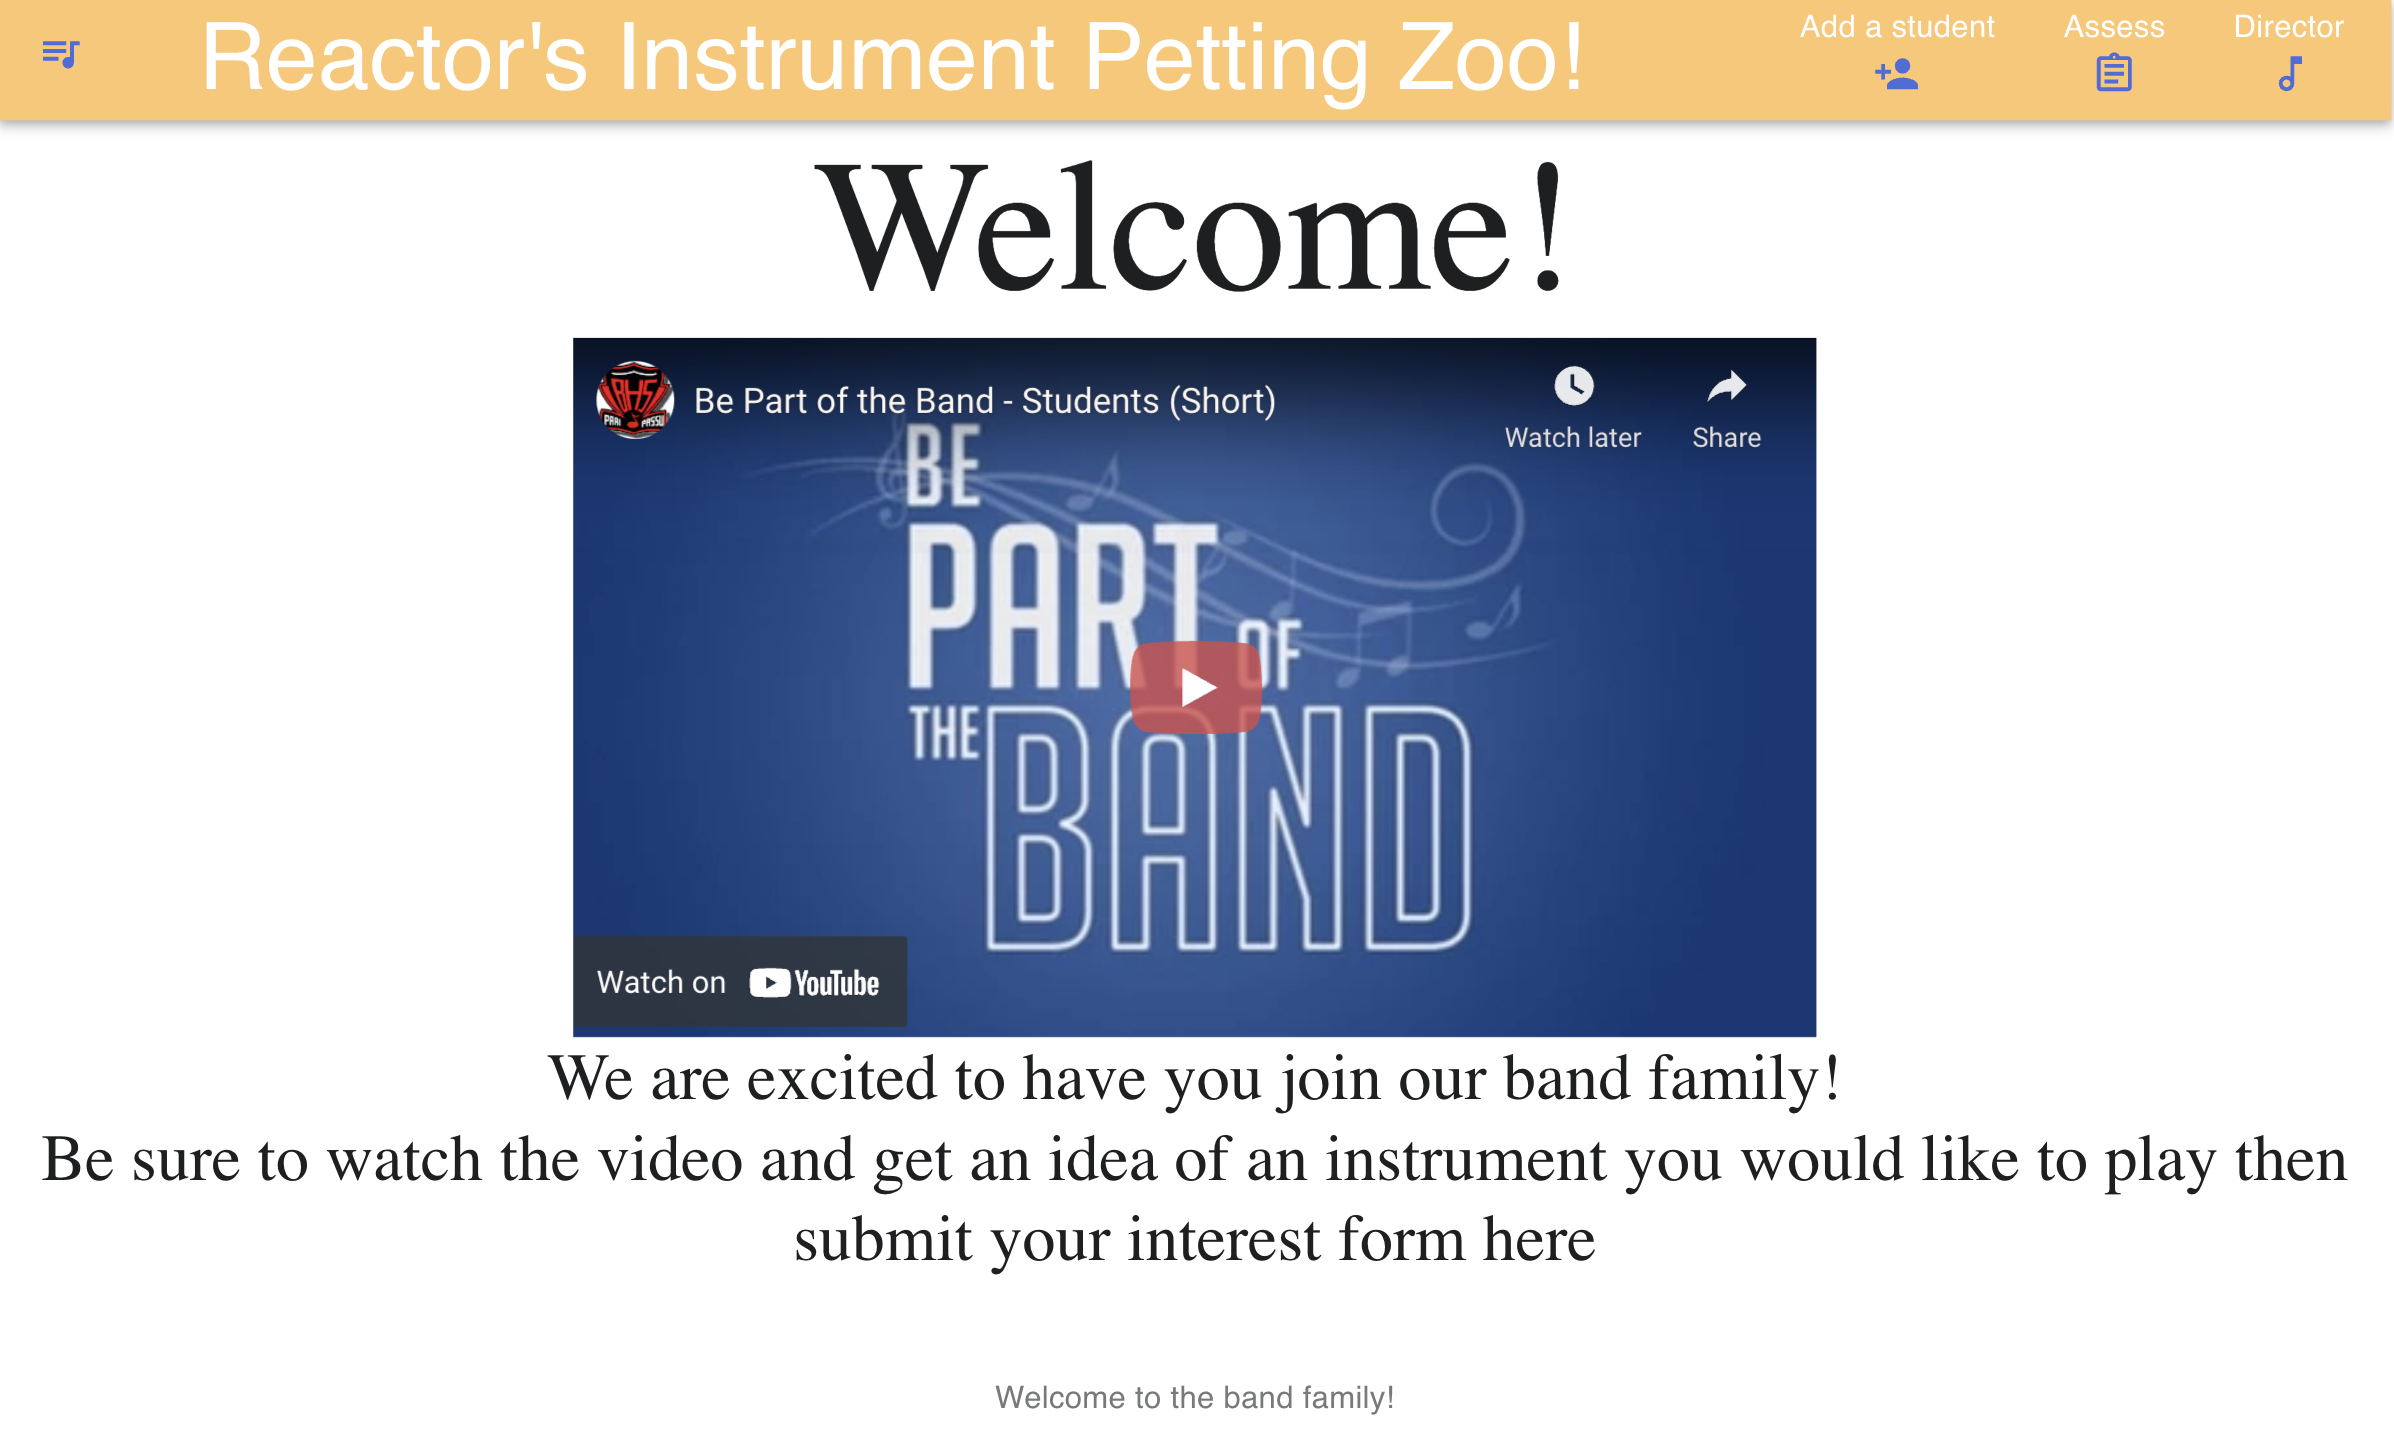 Reactor's Instrument Petting Zoo!
Add a student
Assess
Director
Welcome!
BHS
PARI PASSU
Be Part of the Band - Students (Short)
Watch later
Share
BE
PART OF
THE BAND
Watch on YouTube
We are excited to have you join our band family!
Be sure to watch the video and get an idea of an instrument you would like to play then
submit your interest form here
Welcome to the band family!